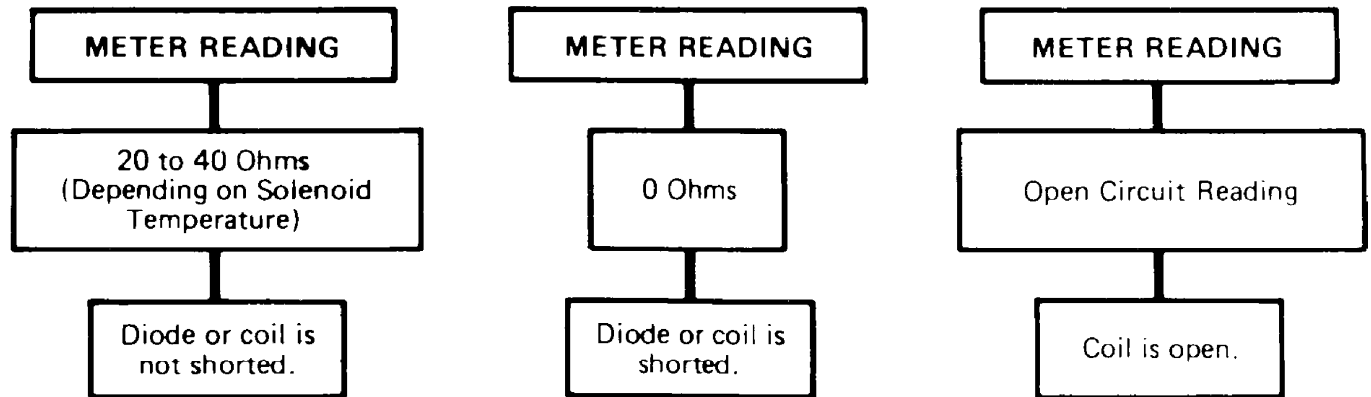 METER READING
20 to 40 Ohms
(Depending on Solenoid
Temperature)
Diode or coil is
not shorted.
METER READING
0 Ohms
Diode or coil is
shorted.
METER READING
Open Circuit Reading
Coil is open.